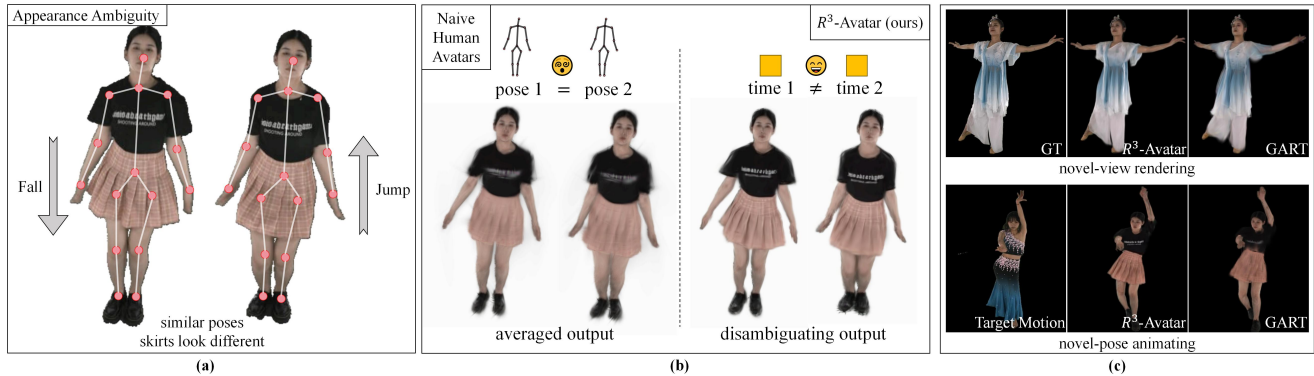 Appearance Ambiguity
Fall
Jump
similar poses
skirts look different
(a)
Naive
Human
Avatars
R³-Avatar (ours)
pose 1 = pose 2
time 1 ≠ time 2
averaged output
disambiguating output
(b)
GT
R³-Avatar
GART
novel-view rendering
Target Motion
R³-Avatar
GART
novel-pose animating
(c)
SHOOTING AROUND